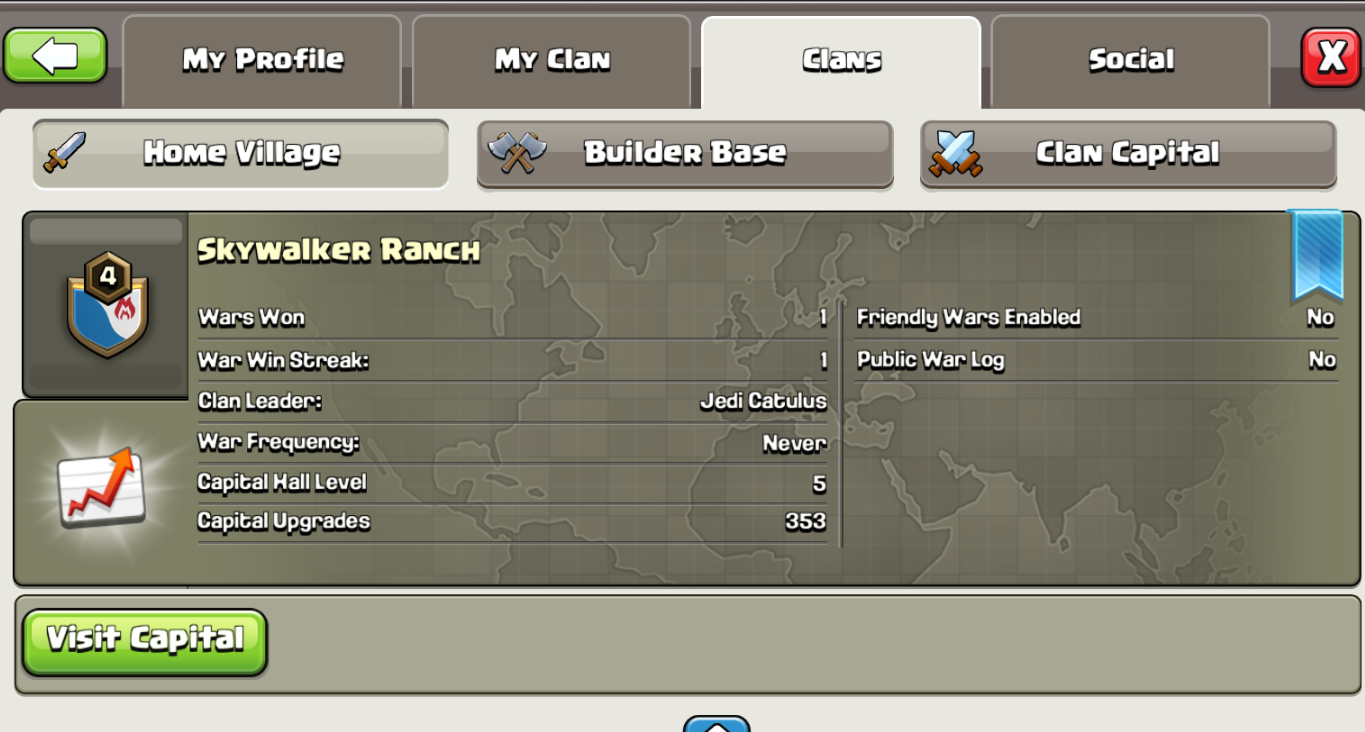 My Profile
My Clan
Clans
Social
X
Home Village
Builder Base
Clan Capital
4
Skywalker Ranch
Wars Won 1
War Win Streak: 1
Clan Leader: Jedi Catulus
War Frequency: Never
Capital Hall Level 5
Capital Upgrades 353
Friendly Wars Enabled No
Public War Log No
Visit Capital